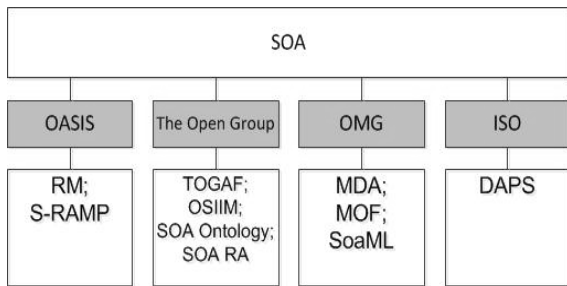 SOA
OASIS
The Open Group
OMG
ISO
RM;
S-RAMP
TOGAF;
OSIIM;
SOA Ontology;
SOA RA
MDA;
MOF;
SoaML
DAPS